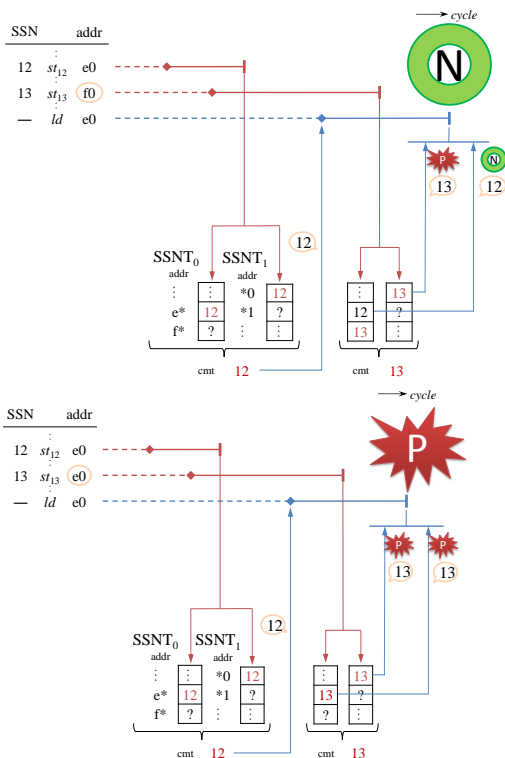 cycle
SSN addr
⋮
12 st12 e0
⋮
13 st13 f0
⋮
— ld e0
N
P N
13 12
12
SSNT0 SSNT1
addr addr
⋮ ⋮ *0 12 ⋮ 13
e* 12 *1 ? 12 ?
f* ? ⋮ ⋮ 13 ⋮
cmt 12 cmt 13
cycle
SSN addr
⋮
12 st12 e0
⋮
13 st13 e0
⋮
— ld e0
P
P P
13 13
12
SSNT0 SSNT1
addr addr
⋮ ⋮ *0 12 ⋮ 13
e* 12 *1 ? 13 ?
f* ? ⋮ ⋮ ? ⋮
cmt 12 cmt 13